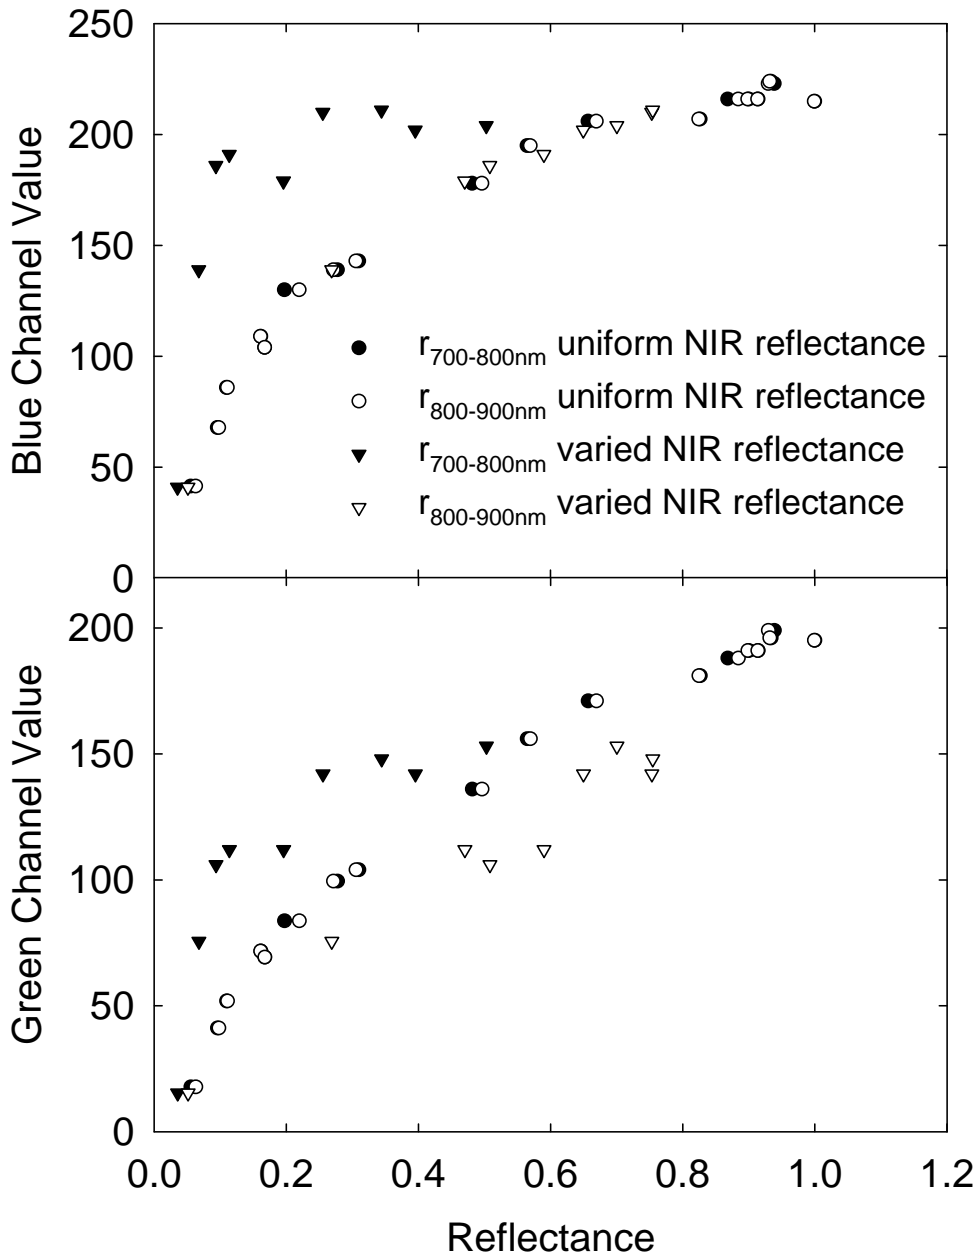 250
200
150
100
50
0
Blue Channel Value
r700-800nm uniform NIR reflectance
r800-900nm uniform NIR reflectance
r700-800nm varied NIR reflectance
r800-900nm varied NIR reflectance
200
150
100
50
0
Green Channel Value
0.0 0.2 0.4 0.6 0.8 1.0 1.2
Reflectance